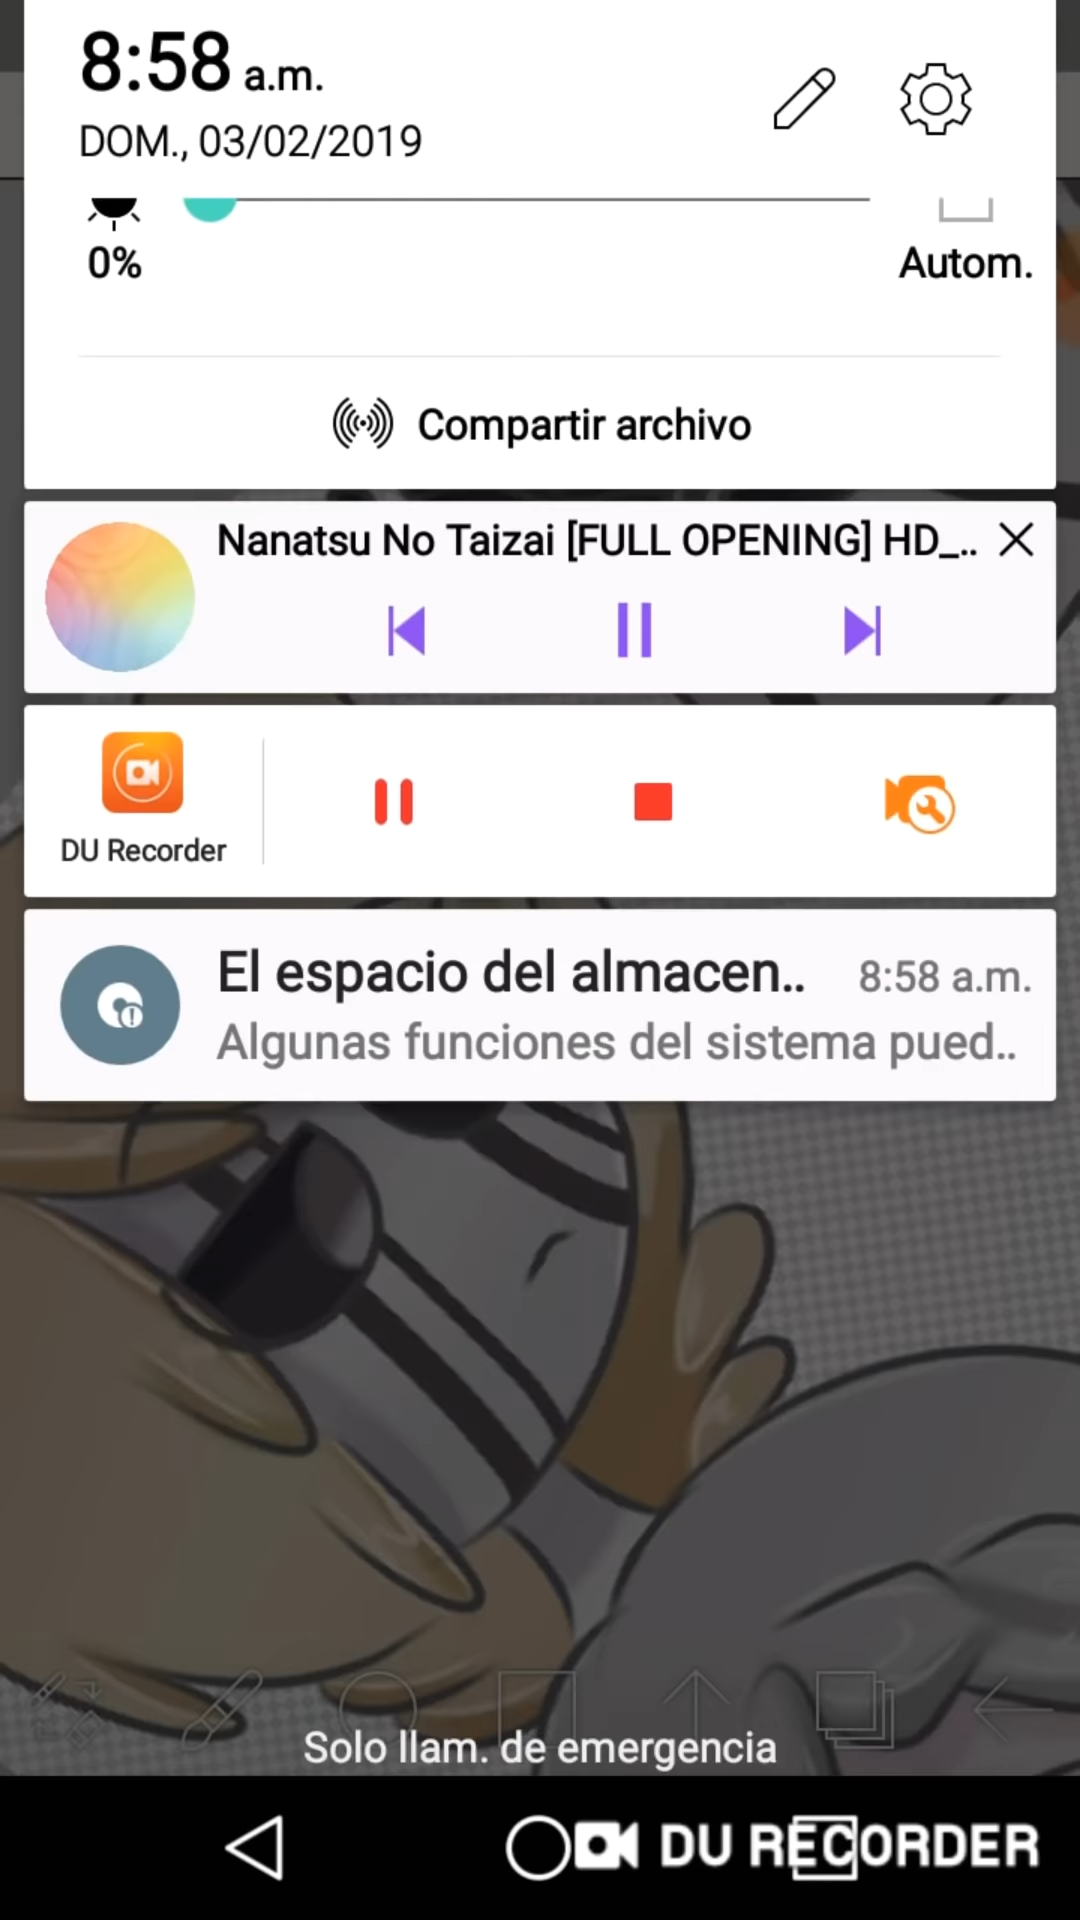 8:58 a.m.
DOM., 03/02/2019
0%
Autom.
Compartir archivo
Nanatsu No Taizai [FULL OPENING] HD_..
DU Recorder
El espacio del almacen.. 8:58 a.m.
Algunas funciones del sistema pued..
Solo llam. de emergencia
DU RECORDER